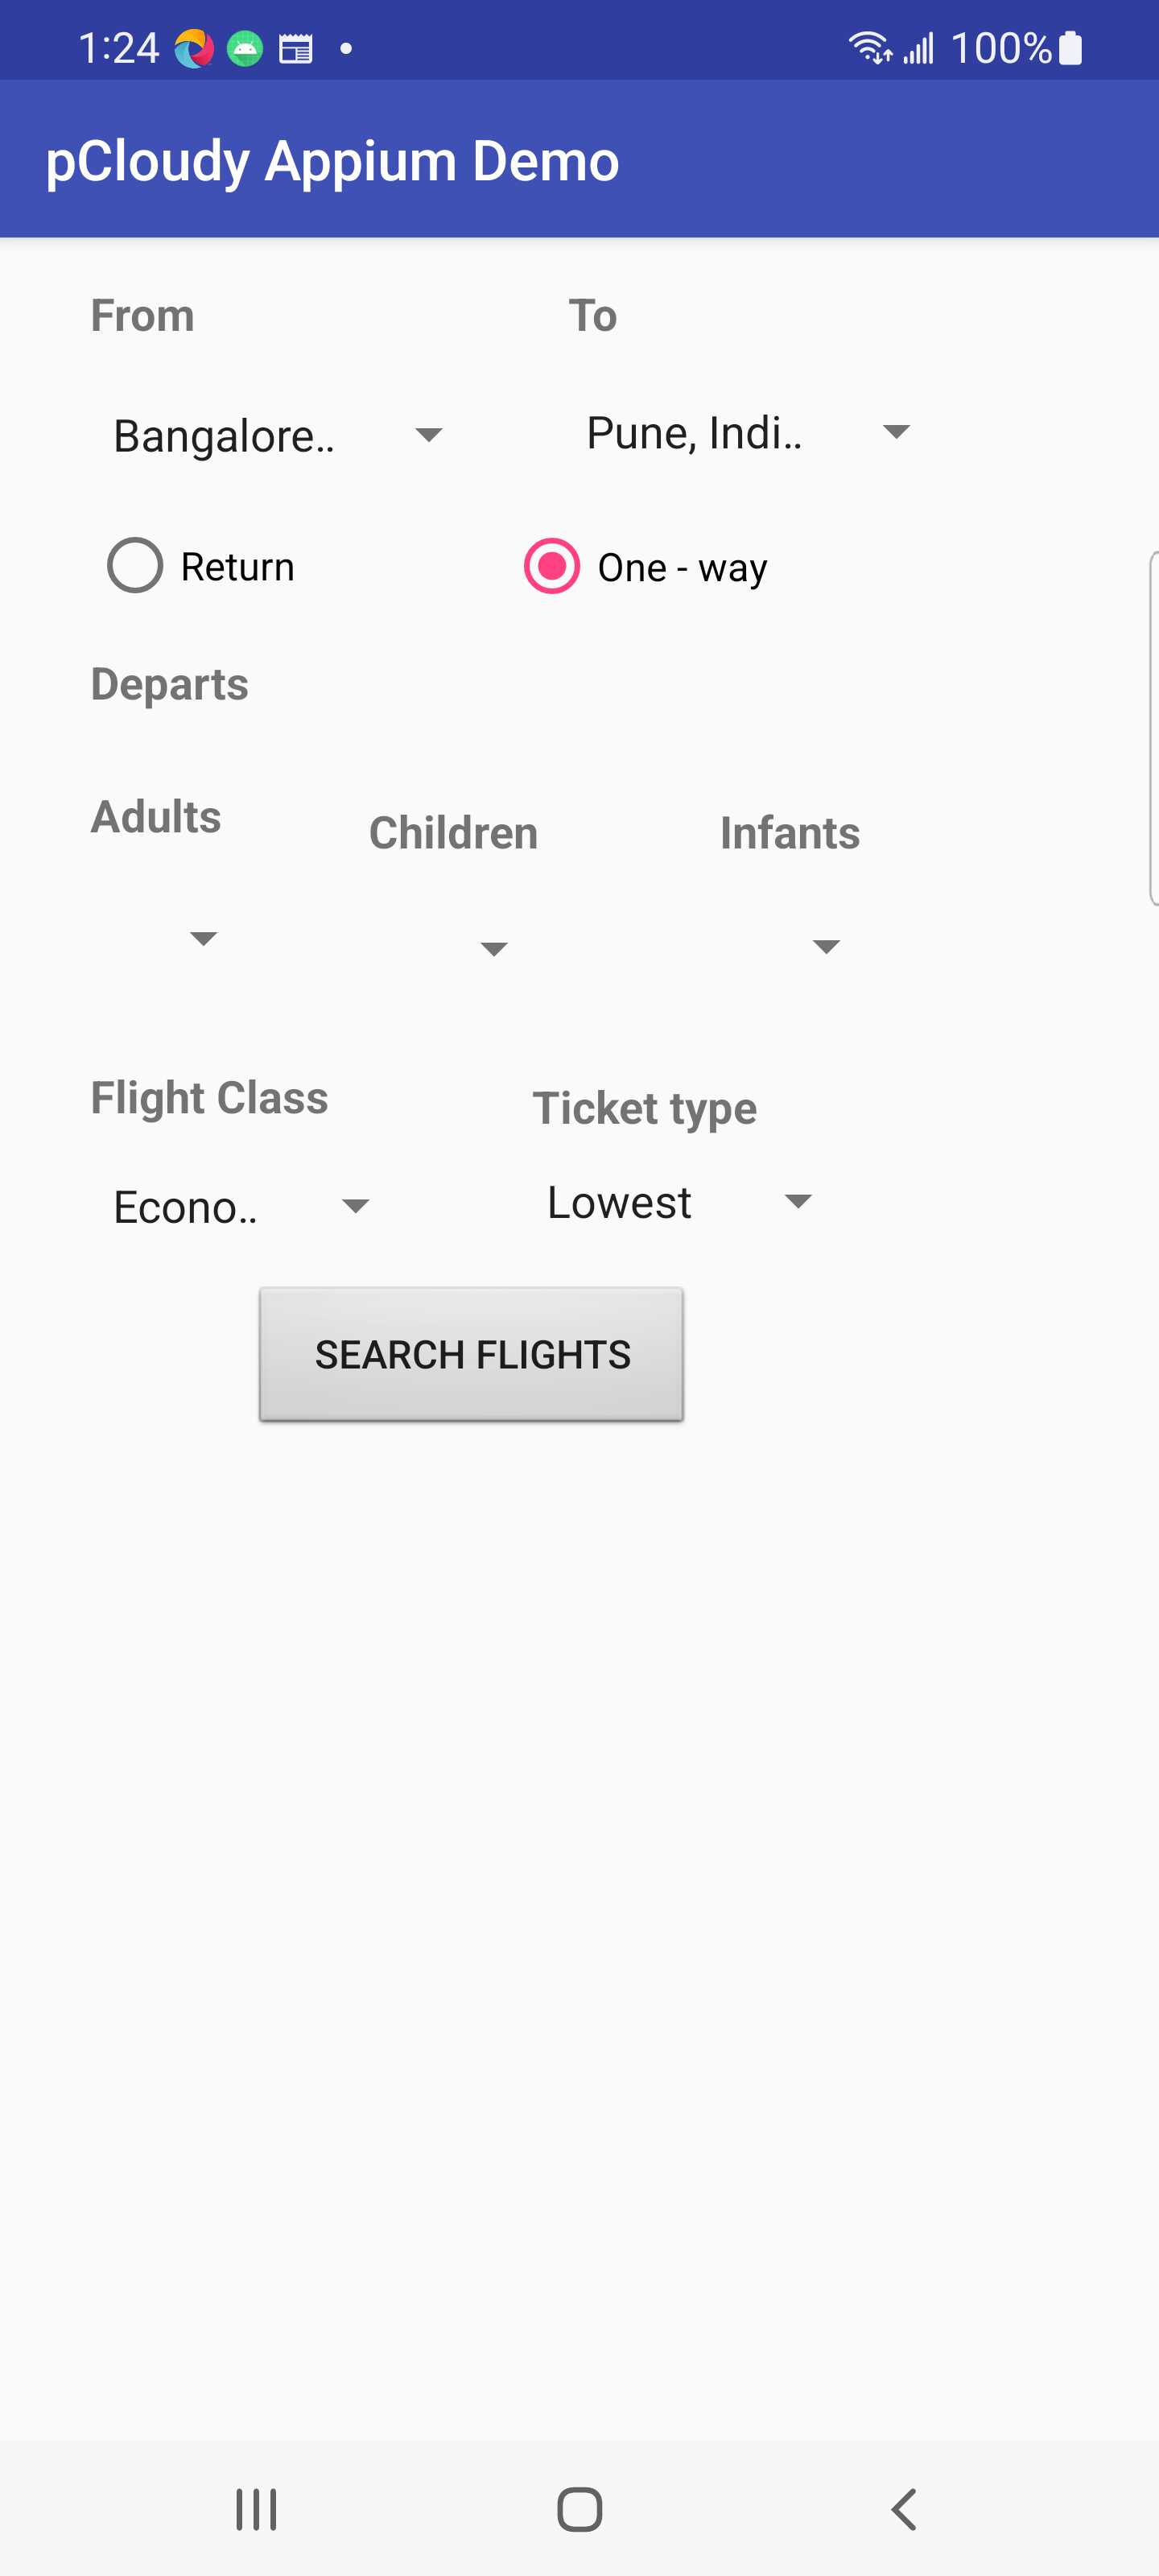 1:24 100%
pCloudy Appium Demo
From To
Bangalore.. Pune, Indi..
Return One - way
Departs
Adults Children Infants
Flight Class Ticket type
Econo.. Lowest
SEARCH FLIGHTS